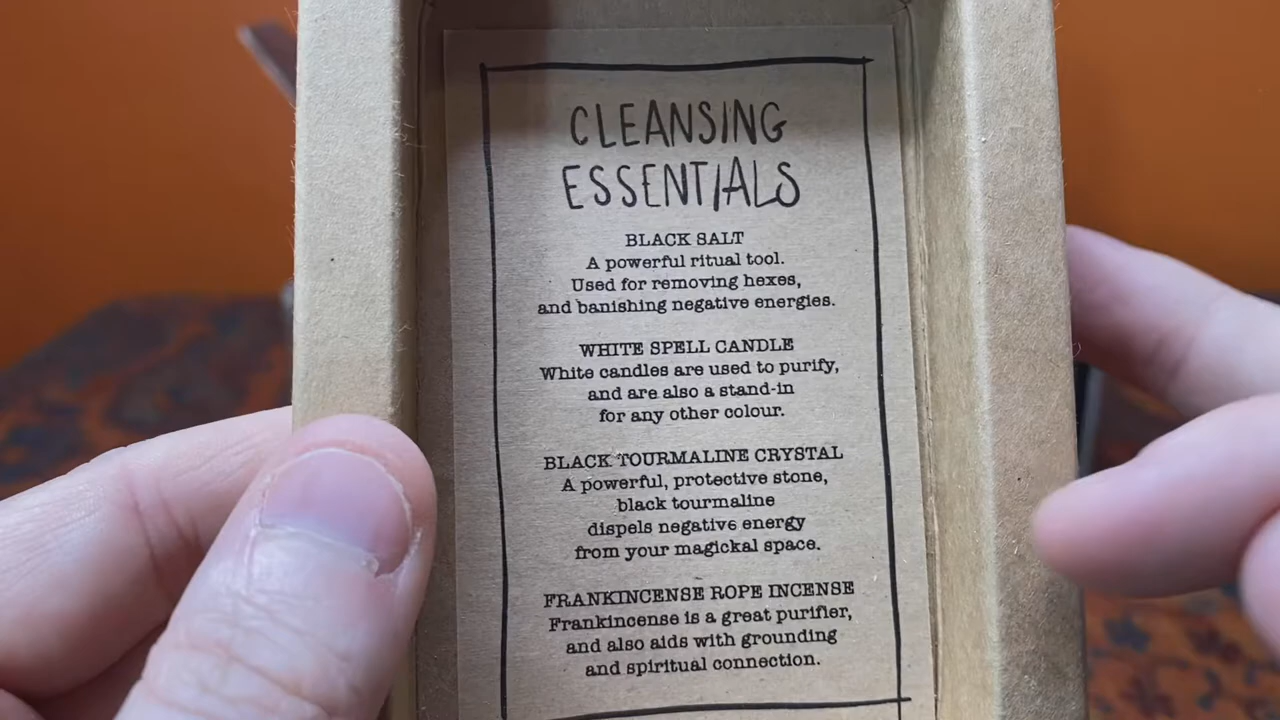 CLEANSING
ESSENTIALS
BLACK SALT
A powerful ritual tool.
Used for removing hexes,
and banishing negative energies.
WHITE SPELL CANDLE
White candles are used to purify,
and are also a stand-in
for any other colour.
BLACK TOURMALINE CRYSTAL
A powerful, protective stone,
black tourmaline
dispels negative energy
from your magickal space.
FRANKINCENSE ROPE INCENSE
Frankincense is a great purifier,
and also aids with grounding
and spiritual connection.